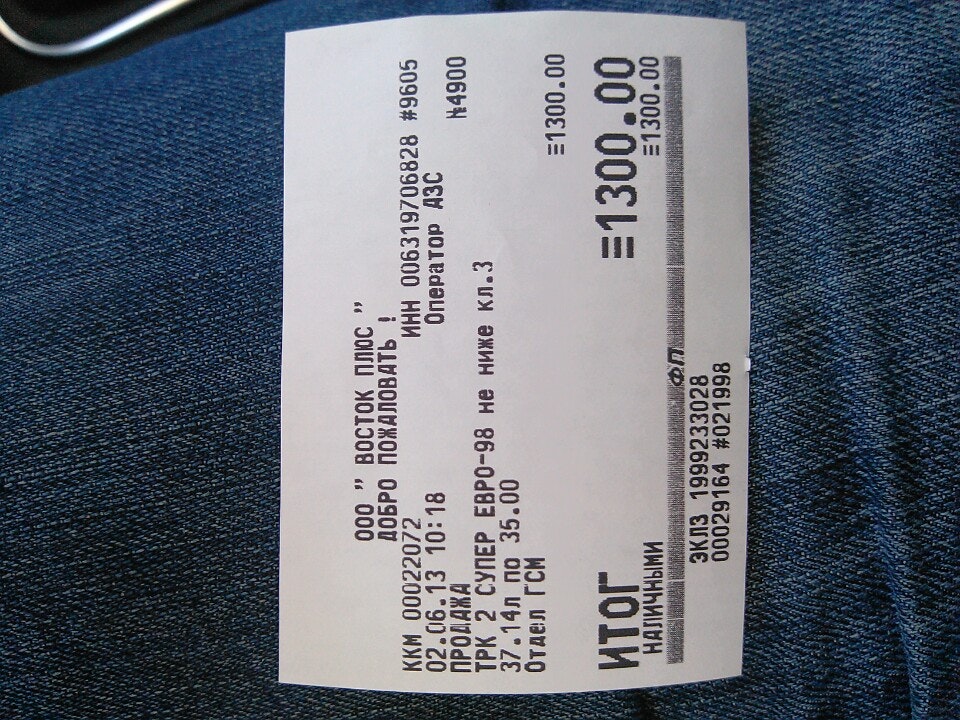 ООО " ВОСТОК ПЛЮС "
ДОБРО ПОЖАЛОВАТЬ !
ККМ 00022072 ИНН 006319706828 #9605
02.06.13 10:18 Оператор АЗС
ПРОДАЖА №4900
ТРК 2 СУПЕР ЕВРО-98 не ниже кл.3
37.14л по 35.00
Отдел ГСМ ≡1300.00
ИТОГ ≡1300.00
НАЛИЧНЫМИ ≡1300.00
ФП
ЭКЛЗ 1999233028
00029164 #021998